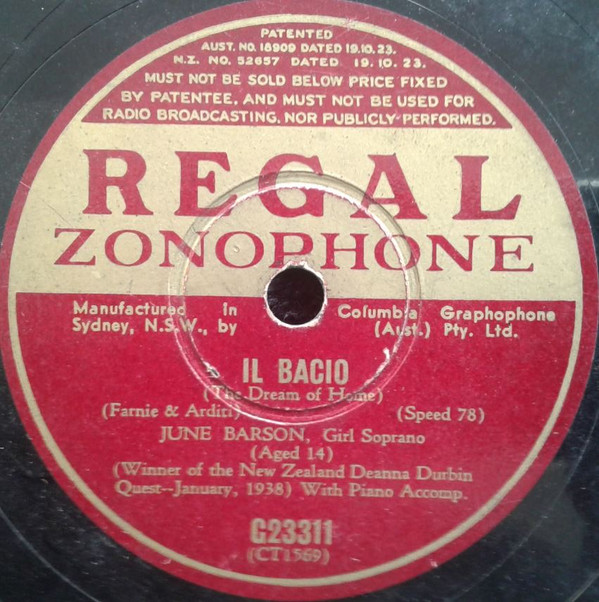 PATENTED
AUST. NO. 18909 DATED 19.10.23.
N.Z. NO. 52657 DATED 19.10.23.
MUST NOT BE SOLD BELOW PRICE FIXED
BY PATENTEE, AND MUST NOT BE USED FOR
RADIO BROADCASTING, NOR PUBLICLY PERFORMED.
REGAL
ZONOPHONE
Manufactured in Columbia Graphophone
Sydney, N.S.W., by (Aust.) Pty. Ltd.
IL BACIO
(The Dream of Home)
(Farnie & Arditi) (Speed 78)
JUNE BARSON, Girl Soprano
(Aged 14)
(Winner of the New Zealand Deanna Durbin
Quest--January, 1938) With Piano Accomp.
G23311
(CT1569)